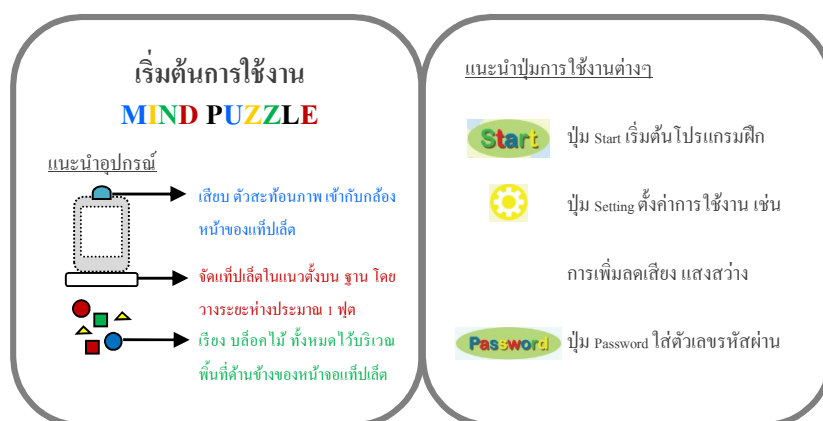 เริ่มต้นการใช้งาน
MIND PUZZLE
แนะนำอุปกรณ์
เสียบ ตัวสะท้อนภาพ เข้ากับกล้อง
หน้าของแท็ปเล็ต
จัดแท็ปเล็ตในแนวตั้งบน ฐาน โดย
วางระยะห่างประมาณ 1 ฟุต
เรียง บล็อคไม้ ทั้งหมดไว้บริเวณ
พื้นที่ด้านข้างของหน้าจอแท็ปเล็ต
แนะนำปุ่มการใช้งานต่างๆ
Start ปุ่ม Start เริ่มต้นโปรแกรมฝึก
ปุ่ม Setting ตั้งค่าการใช้งาน เช่น
การเพิ่มลดเสียง แสงสว่าง
Password ปุ่ม Password ใส่ตัวเลขรหัสผ่าน